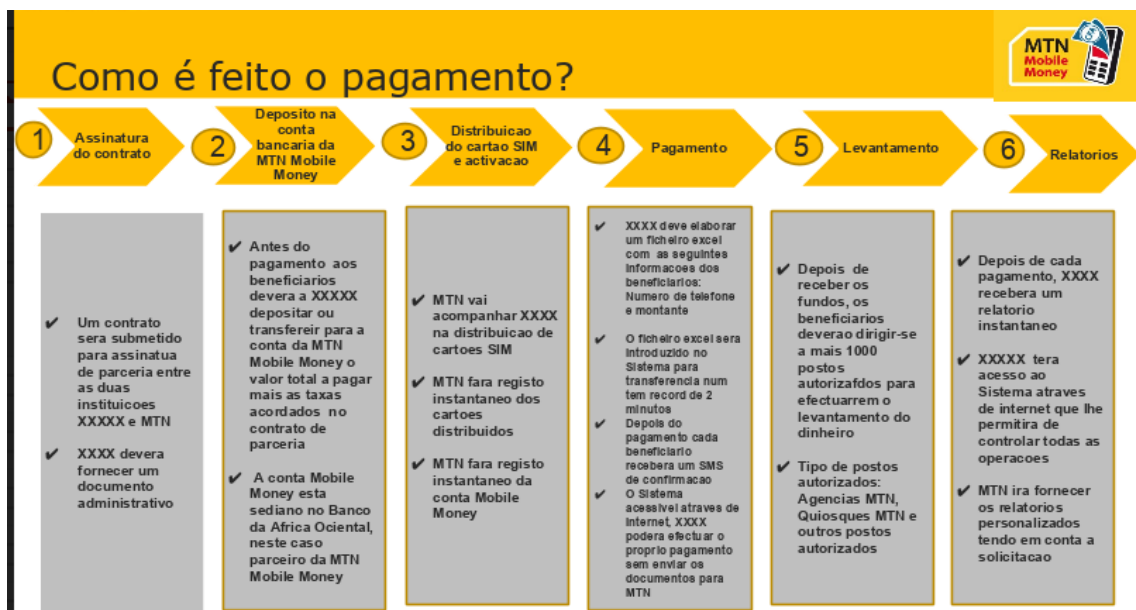 Como é feito o pagamento?
MTN
Mobile
Money
1
Assinatura
do contrato
2
Deposito na
conta
bancaria da
MTN Mobile
Money
3
Distribuicao
do cartao SIM
e activacao
4
Pagamento
5
Levantamento
6
Relatorios
✔ Um contrato
sera submetido
para assinatua
de parceria entre
as duas
instituicoes
XXXXX e MTN
✔ XXXX devera
fornecer um
documento
administrativo
✔ Antes do
pagamento aos
beneficiarios
devera a XXXXX
depositar ou
transfereir para a
conta da MTN
Mobile Money o
valor total a pagar
mais as taxas
acordados no
contrato de
parceria
✔ A conta Mobile
Money esta
sediano no Banco
da Africa Ociental,
neste caso
parceiro da MTN
Mobile Money
✔ MTN vai
acompanhar XXXX
na distribuicao de
cartoes SIM
✔ MTN fara registo
instantaneo dos
cartoes
distribuidos
✔ MTN fara registo
instantaneo da
conta Mobile
Money
✔ XXXX deve elaborar
um ficheiro excel
com as seguintes
informacoes dos
beneficiarios:
Numero de telefone
e montante
✔ O ficheiro excel sera
introduzido no
Sistema para
transferencia num
tem record de 2
minutos
✔ Depois do
pagamento cada
beneficiario
recebera um SMS
de confirmacao
✔ O Sistema
acessivel atraves de
internet, XXXX
podera efectuar o
proprio pagamento
sem enviar os
documentos para
MTN
✔ Depois de
receber os
fundos, os
beneficiarios
deverao dirigir-se
a mais 1000
postos
autorizafdos para
efectuarrem o
levantamento do
dinheiro
✔ Tipo de postos
autorizados:
Agencias MTN,
Quiosques MTN e
outros postos
autorizados
✔ Depois de cada
pagamento, XXXX
recebera um
relatorio
instantaneo
✔ XXXXX tera
acesso ao
Sistema atraves
de internet que lhe
permitira de
controlar todas as
operacoes
✔ MTN ira fornecer
os relatorios
personalizados
tendo em conta a
solicitacao